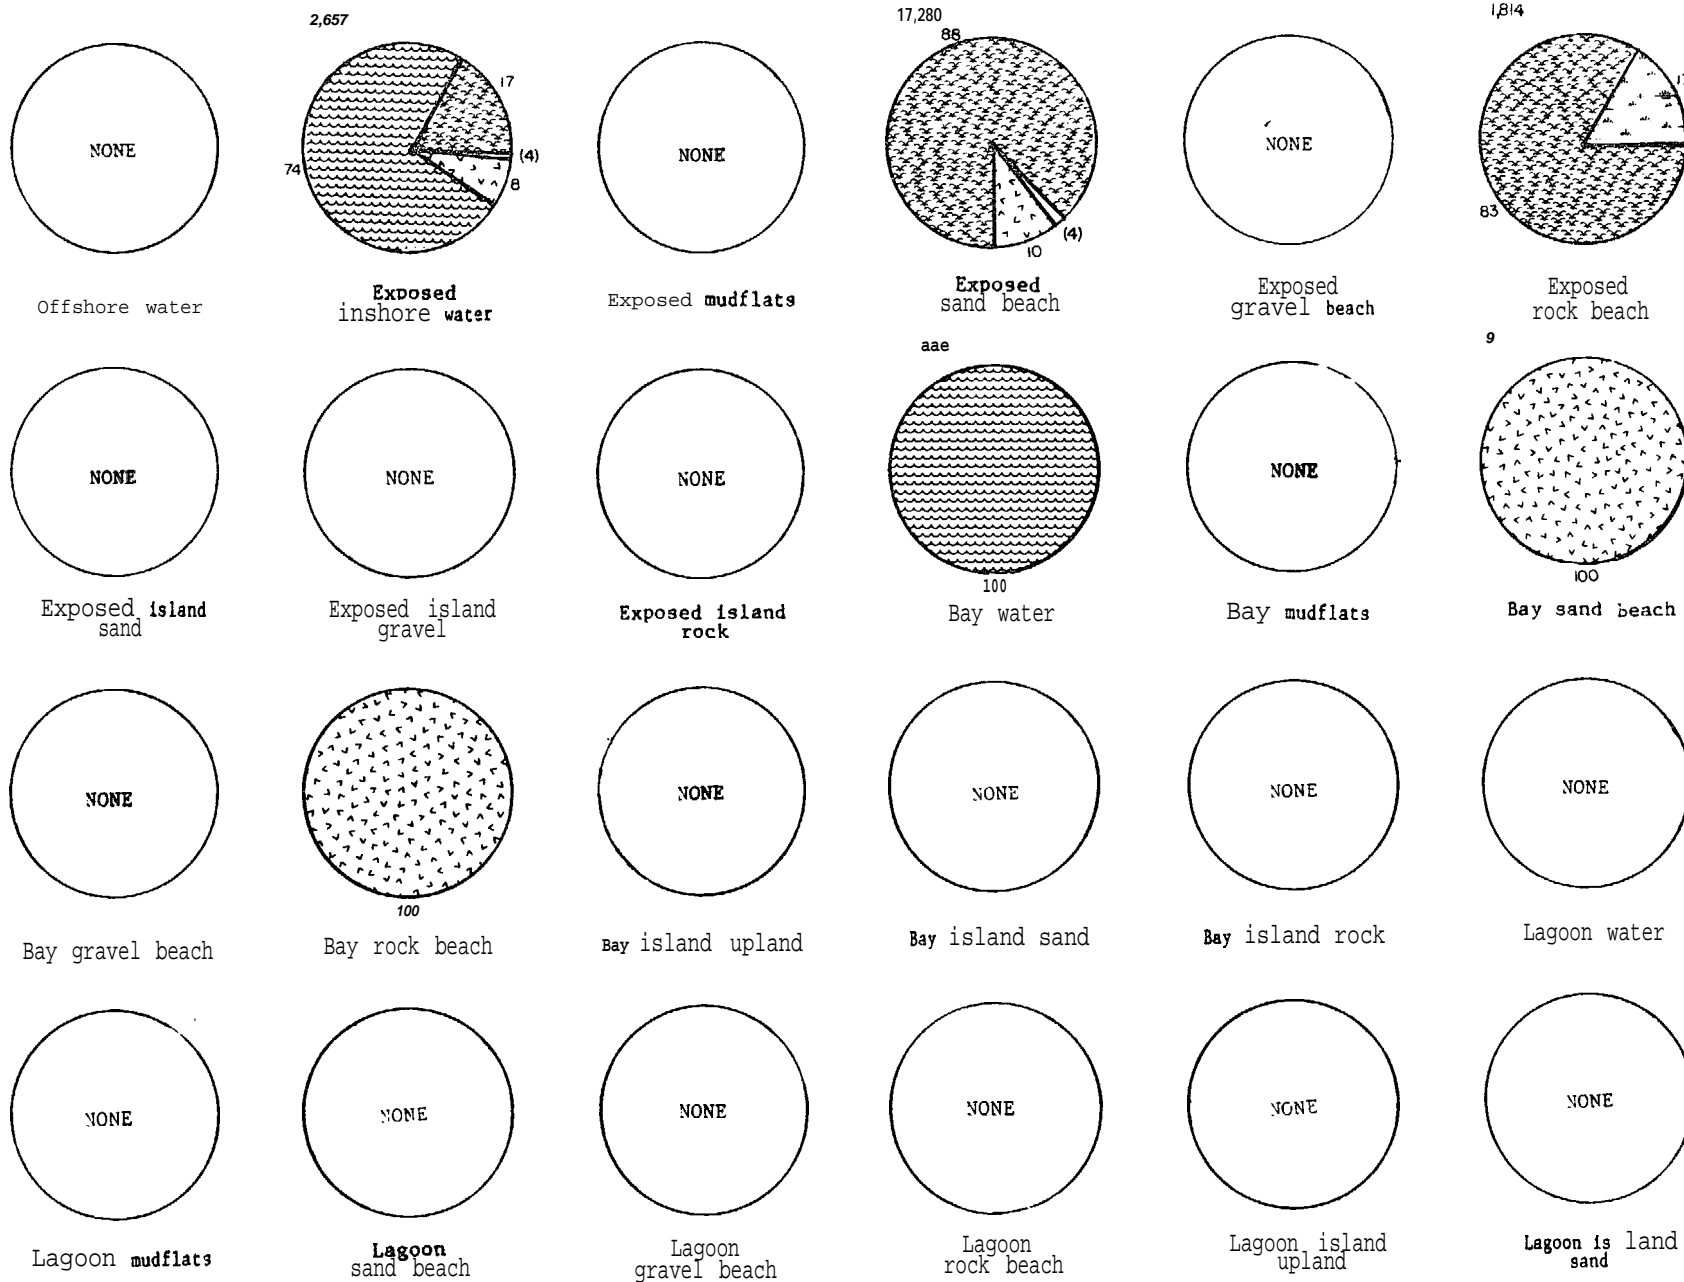 2,657
17,280
1,814
88
17
74
(4)
8
(4)
10
83
NONE
NONE
NONE
Offshore water
Exposed
inshore water
Exposed mudflats
Exposed
sand beach
Exposed
gravel beach
Exposed
rock beach
aae
9
NONE
NONE
NONE
NONE
100
100
Exposed island
sand
Exposed island
gravel
Exposed island
rock
Bay water
Bay mudflats
Bay sand beach
NONE
NONE
NONE
NONE
NONE
100
Bay gravel beach
Bay rock beach
Bay island upland
Bay island sand
Bay island rock
Lagoon water
NONE
NONE
NONE
NONE
NONE
NONE
Lagoon mudflats
Lagoon
sand beach
Lagoon
gravel beach
Lagoon
rock beach
Lagoon island
upland
Lagoon is land
sand